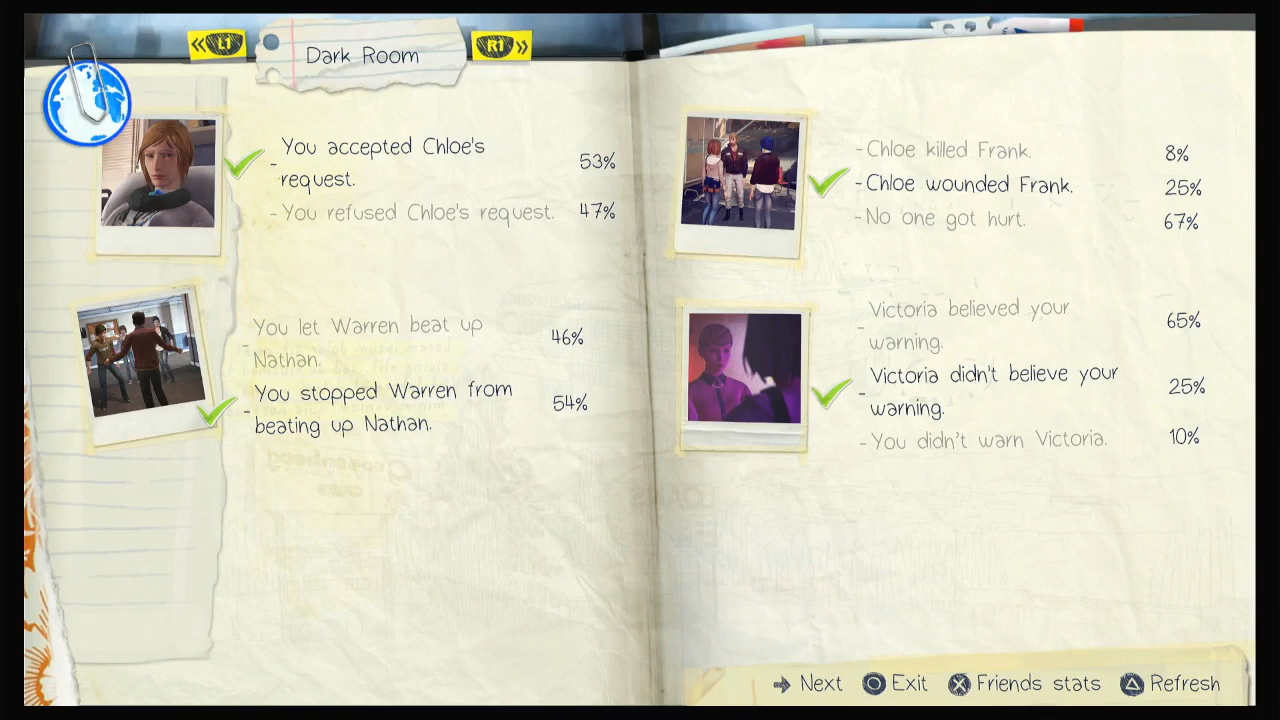 L1
Dark Room
R1
You accepted Chloe's
- request.
53%
- You refused Chloe's request.
47%
You let Warren beat up
- Nathan.
46%
You stopped Warren from
- beating up Nathan.
54%
- Chloe killed Frank.
8%
- Chloe wounded Frank.
25%
- No one got hurt.
67%
Victoria believed your
- warning.
65%
Victoria didn't believe your
- warning.
25%
- You didn't warn Victoria.
10%
Next Exit Friends stats Refresh